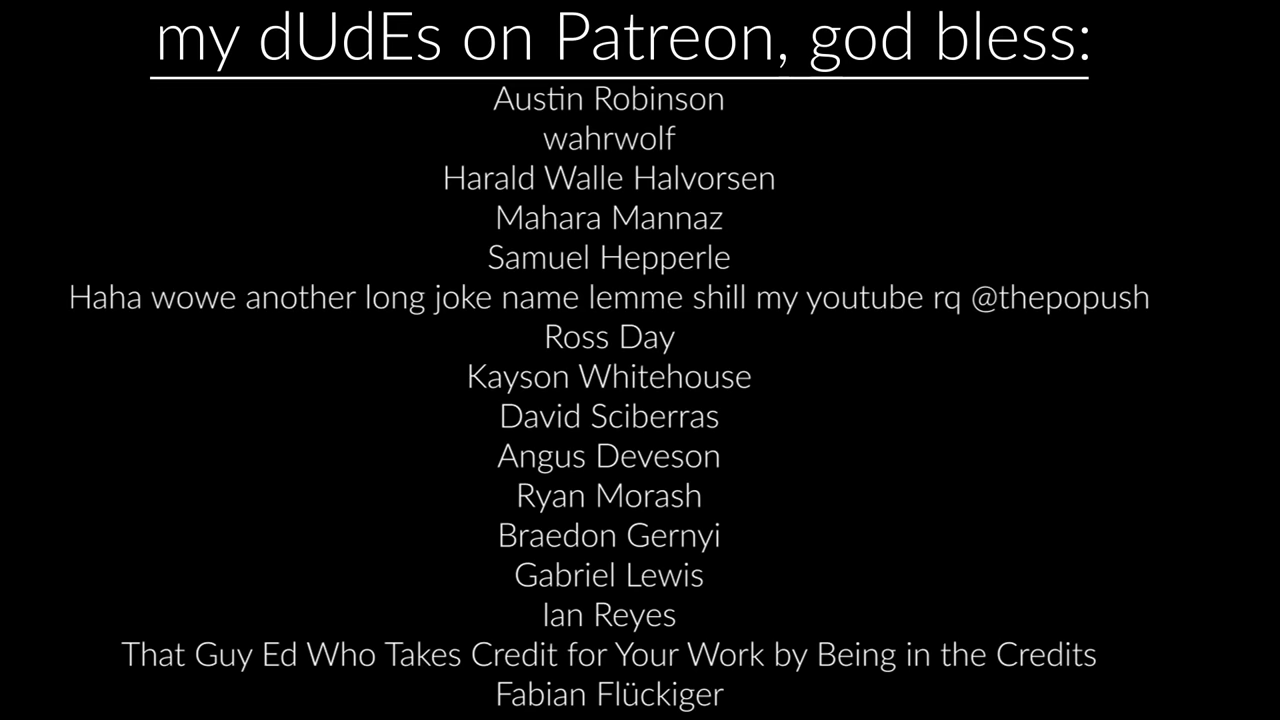 my dUdEs on Patreon, god bless:
Austin Robinson
wahrwolf
Harald Walle Halvorsen
Mahara Mannaz
Samuel Hepperle
Haha wowe another long joke name lemme shill my youtube rq @thepopush
Ross Day
Kayson Whitehouse
David Sciberras
Angus Deveson
Ryan Morash
Braedon Gernyi
Gabriel Lewis
Ian Reyes
That Guy Ed Who Takes Credit for Your Work by Being in the Credits
Fabian Flückiger